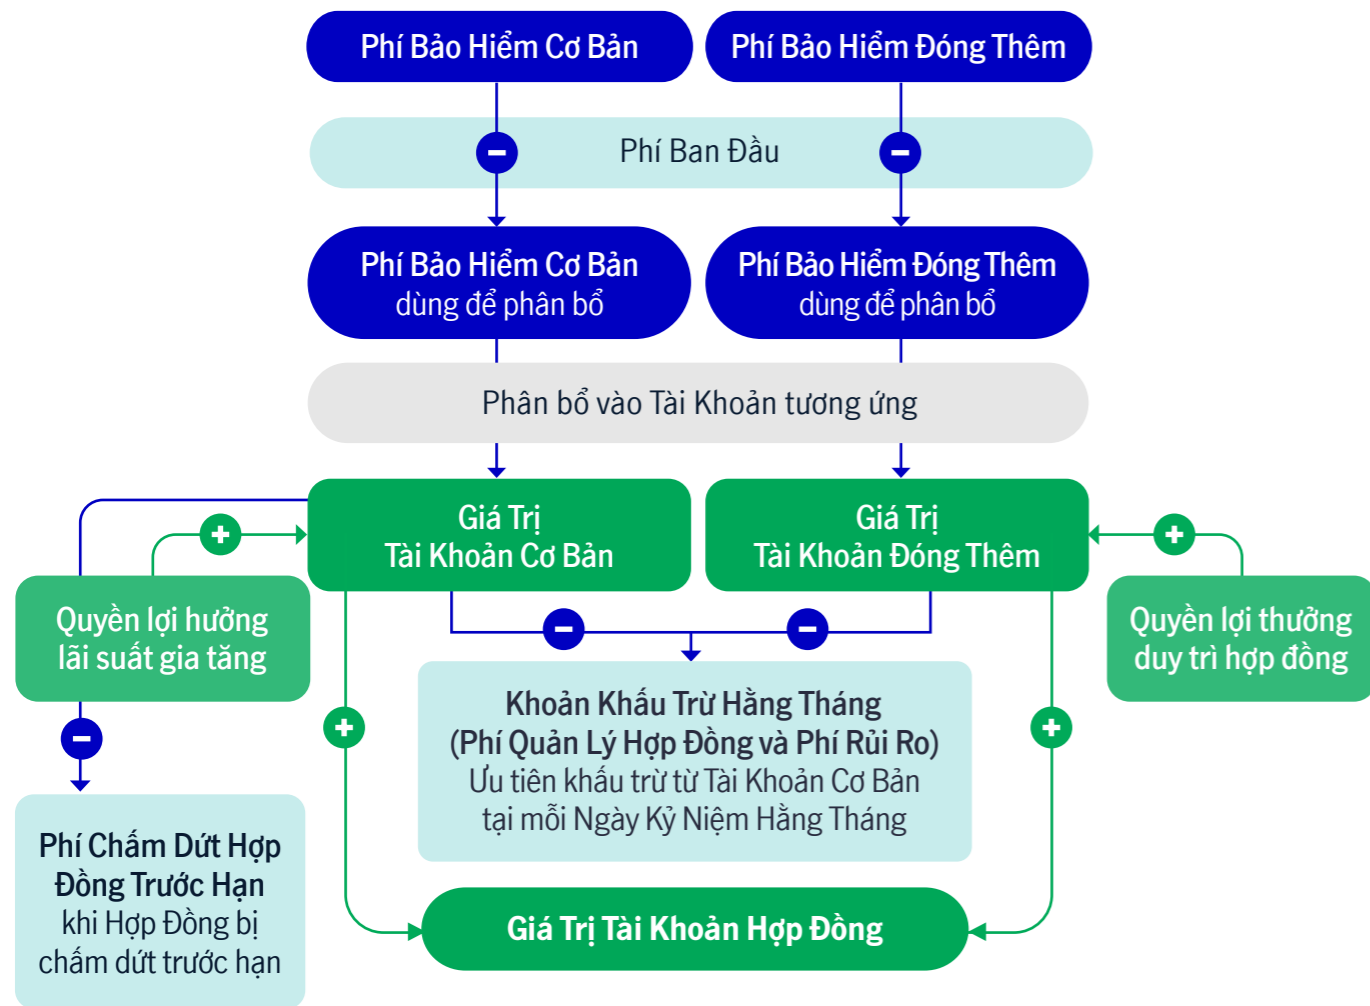 Phí Bảo Hiểm Cơ Bản
Phí Bảo Hiểm Đóng Thêm
Phí Ban Đầu
Phí Bảo Hiểm Cơ Bản
dùng để phân bổ
Phí Bảo Hiểm Đóng Thêm
dùng để phân bổ
Phân bổ vào Tài Khoản tương ứng
Giá Trị
Tài Khoản Cơ Bản
Giá Trị
Tài Khoản Đóng Thêm
Quyền lợi hưởng
lãi suất gia tăng
Quyền lợi thưởng
duy trì hợp đồng
Khoản Khấu Trừ Hằng Tháng
(Phí Quản Lý Hợp Đồng và Phí Rủi Ro)
Ưu tiên khấu trừ từ Tài Khoản Cơ Bản
tại mỗi Ngày Kỷ Niệm Hằng Tháng
Phí Chấm Dứt Hợp
Đồng Trước Hạn
khi Hợp Đồng bị
chấm dứt trước hạn
Giá Trị Tài Khoản Hợp Đồng